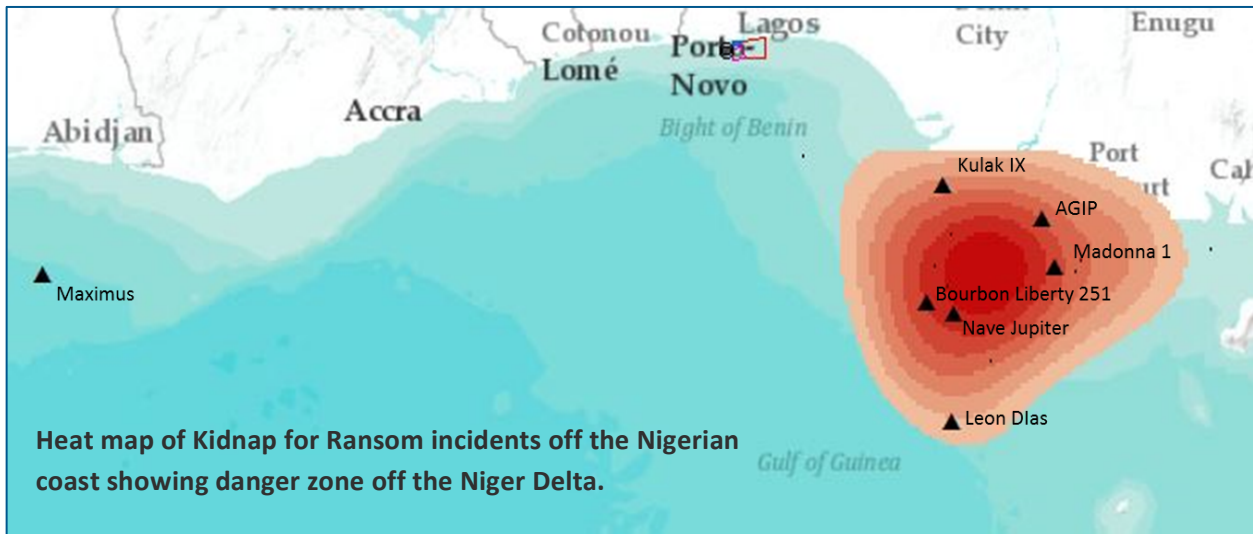 Lagos
Cotonou
City
Enugu
Lomé
Novo
Accra
Bight of Benin
Abidjan
Port
Kulak IX
AGIP
Madonna 1
Maximus
Bourbon Liberty 251
Nave Jupiter
Leon DIas
Gulf of Guinea
Heat map of Kidnap for Ransom incidents off the Nigerian
coast showing danger zone off the Niger Delta.